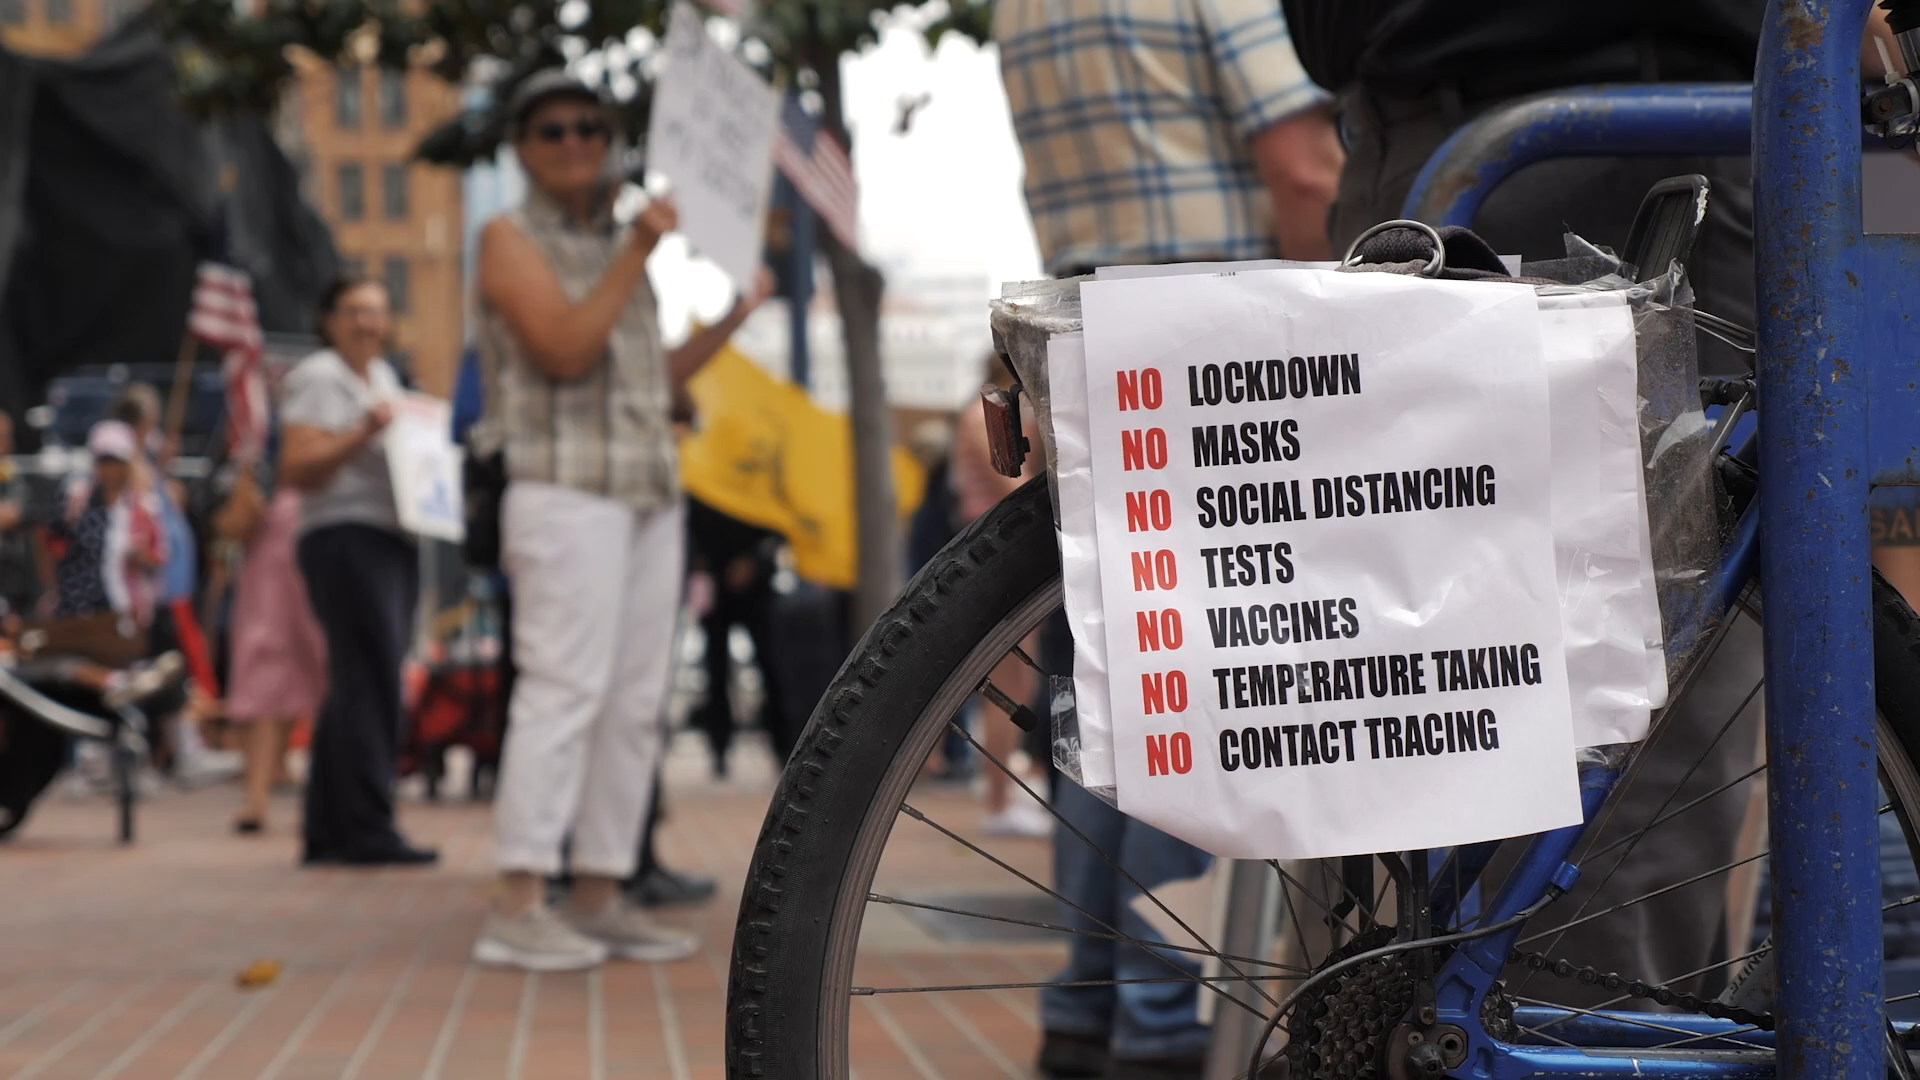 NO LOCKDOWN
NO MASKS
NO SOCIAL DISTANCING
NO TESTS
NO VACCINES
NO TEMPERATURE TAKING
NO CONTACT TRACING